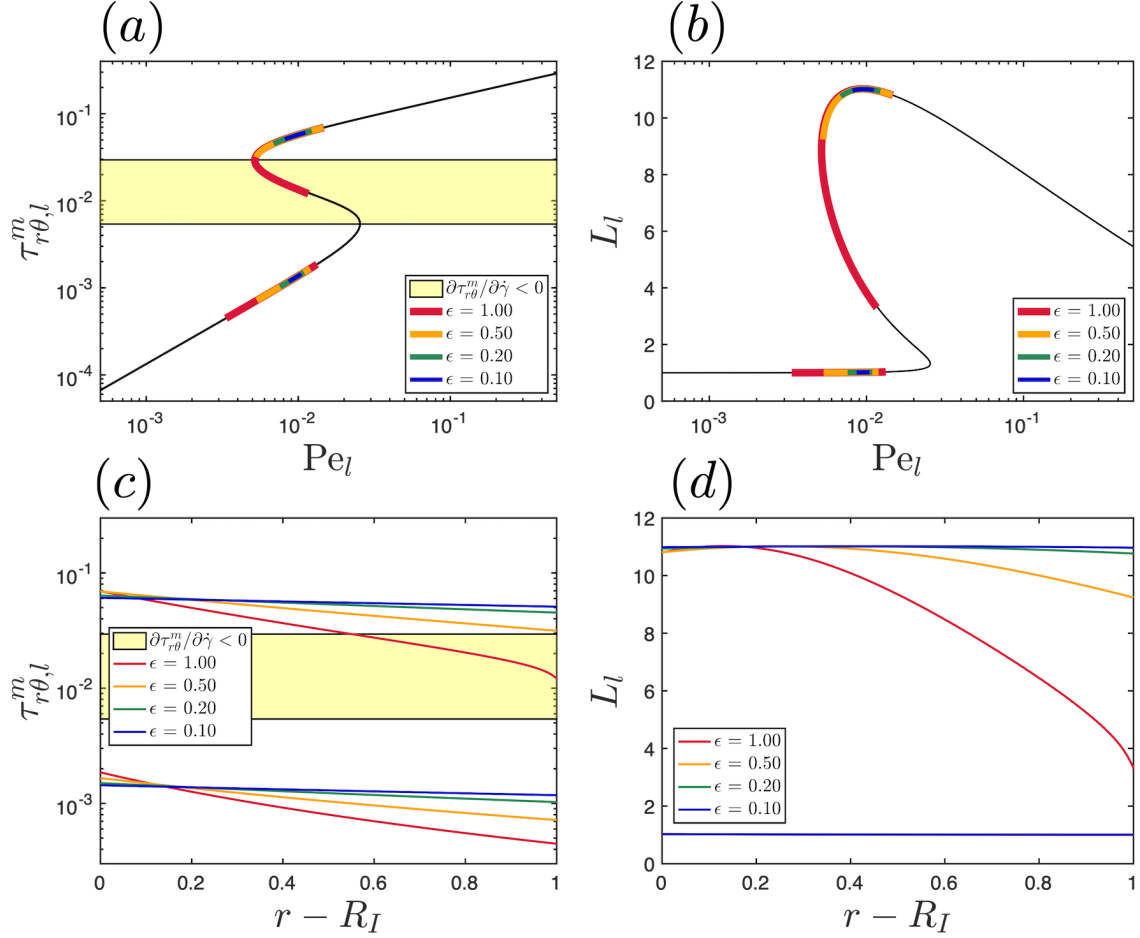 (a)
10^{-1}
10^{-2}
10^{-3}
10^{-4}
τ^m_{rθ,l}
∂τ^m_{rθ}/∂γ̇ < 0
ϵ = 1.00
ϵ = 0.50
ϵ = 0.20
ϵ = 0.10
10^{-3} 10^{-2} 10^{-1}
Pe_l
(b)
12
10
8
6
4
2
0
L_l
ϵ = 1.00
ϵ = 0.50
ϵ = 0.20
ϵ = 0.10
10^{-3} 10^{-2} 10^{-1}
Pe_l
(c)
10^{-1}
10^{-2}
10^{-3}
τ^m_{rθ,l}
∂τ^m_{rθ}/∂γ̇ < 0
ϵ = 1.00
ϵ = 0.50
ϵ = 0.20
ϵ = 0.10
0 0.2 0.4 0.6 0.8 1
r − R_I
(d)
12
10
8
6
4
2
0
L_l
ϵ = 1.00
ϵ = 0.50
ϵ = 0.20
ϵ = 0.10
0 0.2 0.4 0.6 0.8 1
r − R_I